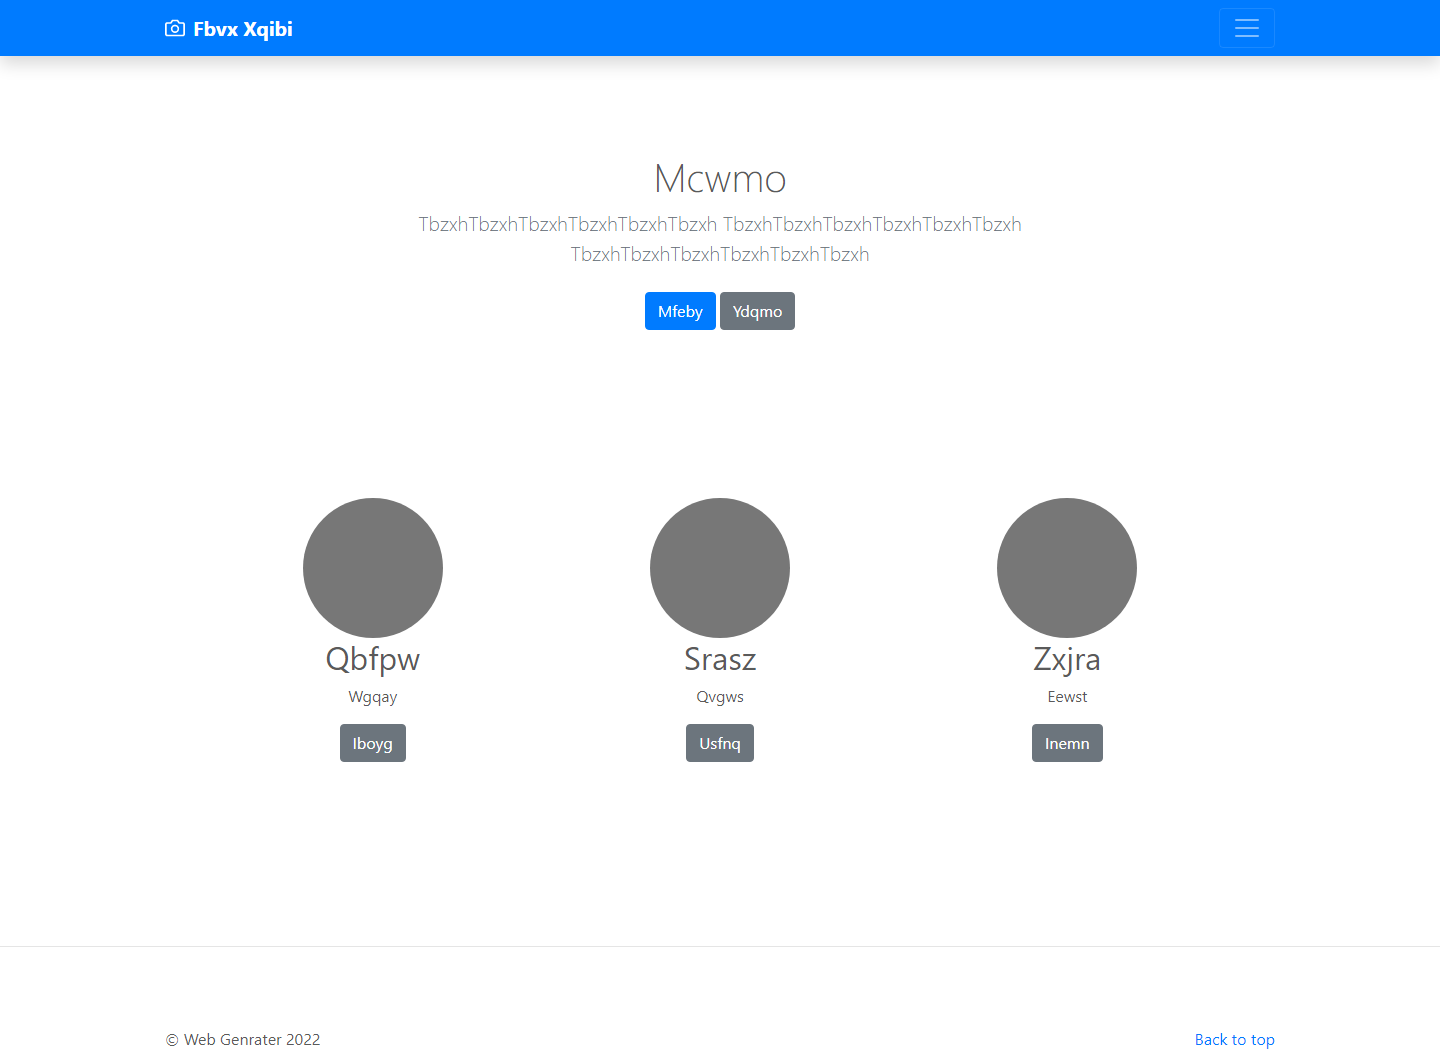 Fbvx Xqibi
Mcwmo
TbzxhTbzxhTbzxhTbzxhTbzxhTbzxh TbzxhTbzxhTbzxhTbzxhTbzxhTbzxh
TbzxhTbzxhTbzxhTbzxhTbzxhTbzxh
Mfeby Ydqmo
Qbfpw Srasz Zxjra
Wgqay Qvgws Eewst
Iboyg Usfnq Inemn
© Web Genrater 2022 Back to top